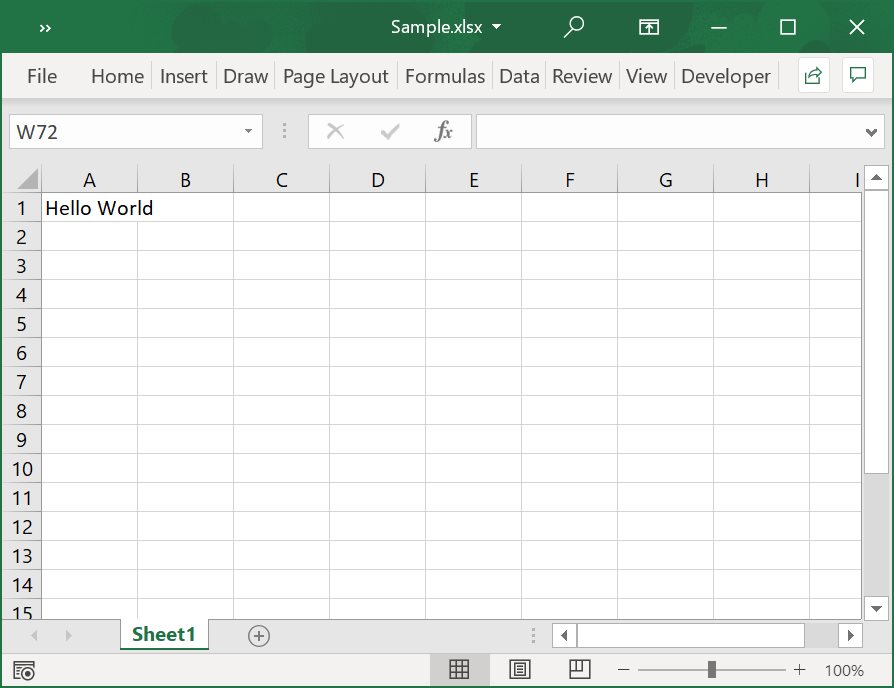 Sample.xlsx
File Home Insert Draw Page Layout Formulas Data Review View Developer
W72 fx
A B C D E F G H I
1 Hello World
2
3
4
5
6
7
8
9
10
11
12
13
14
15
Sheet1
100%